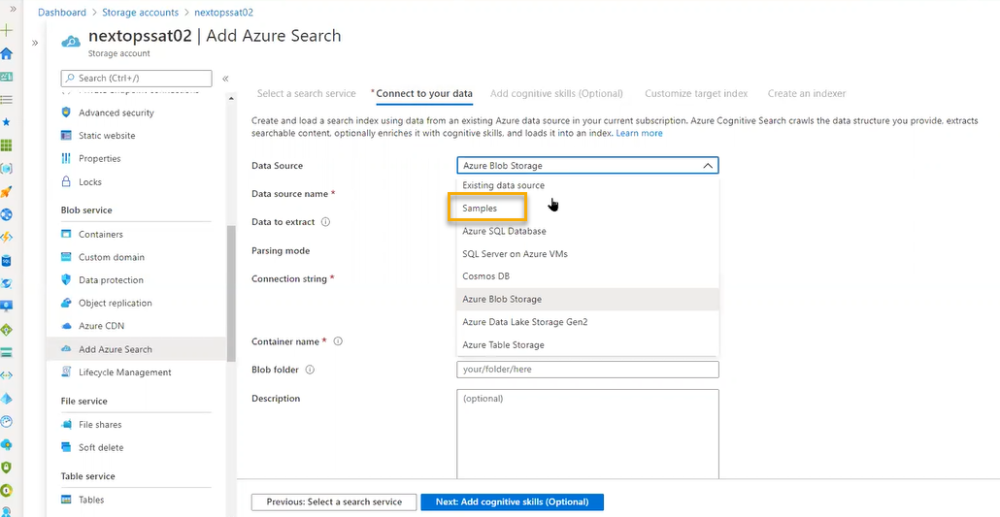 Dashboard > Storage accounts > nextopssat02
nextopssat02 | Add Azure Search
Storage account
Search (Ctrl+/)
Private endpoint connections
Advanced security
Static website
Properties
Locks
Blob service
Containers
Custom domain
Data protection
Object replication
Azure CDN
Add Azure Search
Lifecycle Management
File service
File shares
Soft delete
Table service
Tables
Select a search service * Connect to your data Add cognitive skills (Optional) Customize target index Create an indexer
Create and load a search index using data from an existing Azure data source in your current subscription. Azure Cognitive Search crawls the data structure you provide, extracts
searchable content, optionally enriches it with cognitive skills, and loads it into an index. Learn more
Data Source
Azure Blob Storage
Existing data source
Samples
Azure SQL Database
SQL Server on Azure VMs
Cosmos DB
Azure Blob Storage
Azure Data Lake Storage Gen2
Azure Table Storage
Data source name *
Data to extract
Parsing mode
Connection string *
Container name *
Blob folder
your/folder/here
Description
(optional)
Previous: Select a search service
Next: Add cognitive skills (Optional)